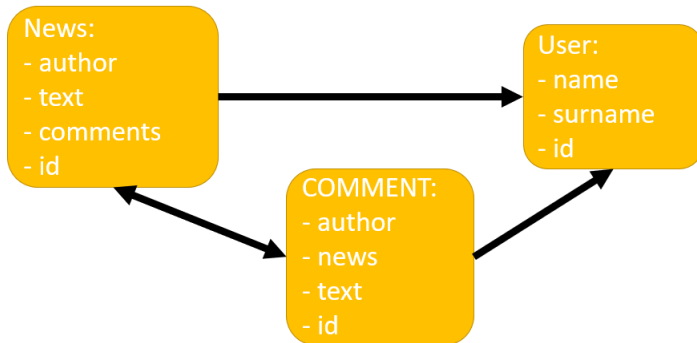 News:
- author
- text
- comments
- id
User:
- name
- surname
- id
COMMENT:
- author
- news
- text
- id